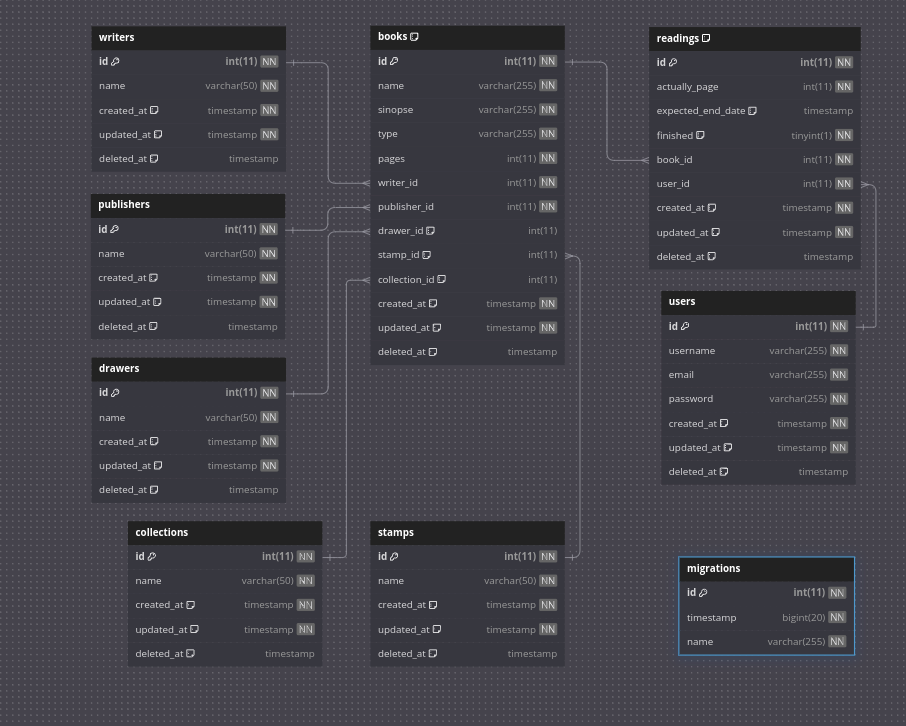 writers
id int(11) NN
name varchar(50) NN
created_at timestamp NN
updated_at timestamp NN
deleted_at timestamp
publishers
id int(11) NN
name varchar(50) NN
created_at timestamp NN
updated_at timestamp NN
deleted_at timestamp
drawers
id int(11) NN
name varchar(50) NN
created_at timestamp NN
updated_at timestamp NN
deleted_at timestamp
collections
id int(11) NN
name varchar(50) NN
created_at timestamp NN
updated_at timestamp NN
deleted_at timestamp
books
id int(11) NN
name varchar(255) NN
sinopse varchar(255) NN
type varchar(255) NN
pages int(11) NN
writer_id int(11) NN
publisher_id int(11) NN
drawer_id int(11)
stamp_id int(11)
collection_id int(11)
created_at timestamp NN
updated_at timestamp NN
deleted_at timestamp
stamps
id int(11) NN
name varchar(50) NN
created_at timestamp NN
updated_at timestamp NN
deleted_at timestamp
readings
id int(11) NN
actually_page int(11) NN
expected_end_date timestamp
finished tinyint(1) NN
book_id int(11) NN
user_id int(11) NN
created_at timestamp NN
updated_at timestamp NN
deleted_at timestamp
users
id int(11) NN
username varchar(255) NN
email varchar(255) NN
password varchar(255) NN
created_at timestamp NN
updated_at timestamp NN
deleted_at timestamp
migrations
id int(11) NN
timestamp bigint(20) NN
name varchar(255) NN